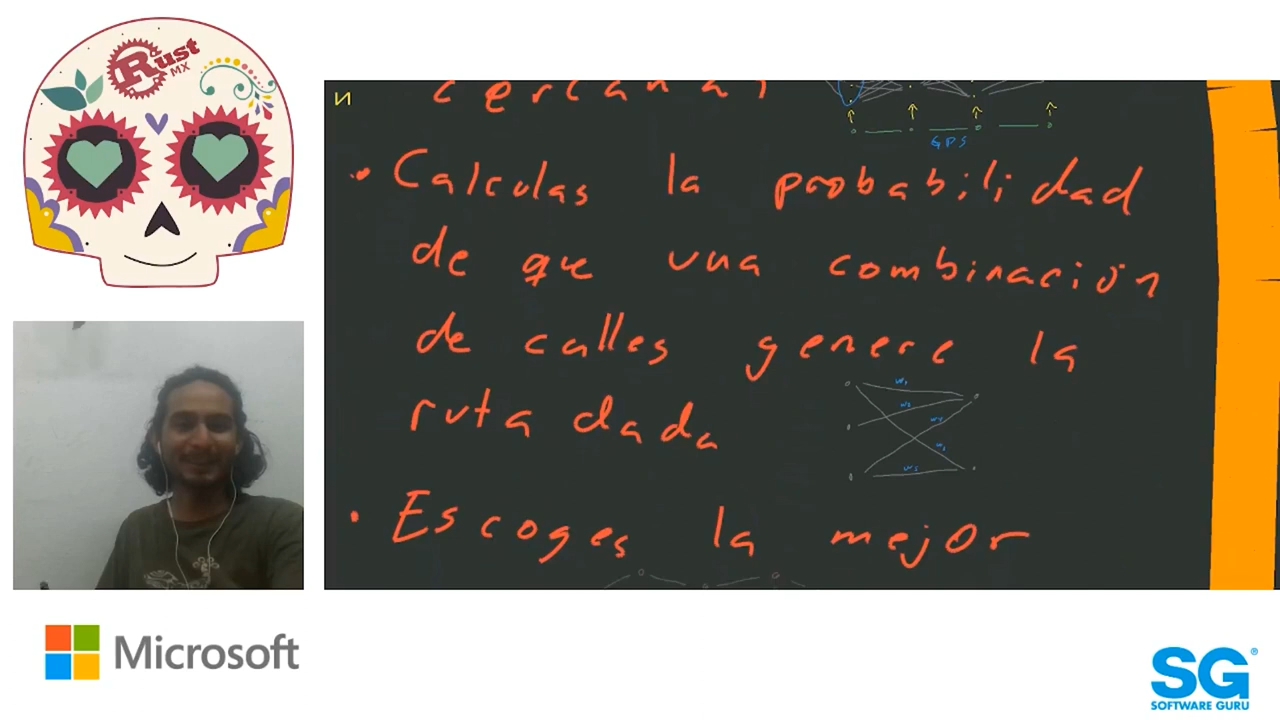 Rust
MX
cercanas
GPS
• Calculas la probabilidad
de que una combinación
de calles genere la
ruta dada
• Escoges la mejor
Microsoft
SG®
SOFTWARE GURU